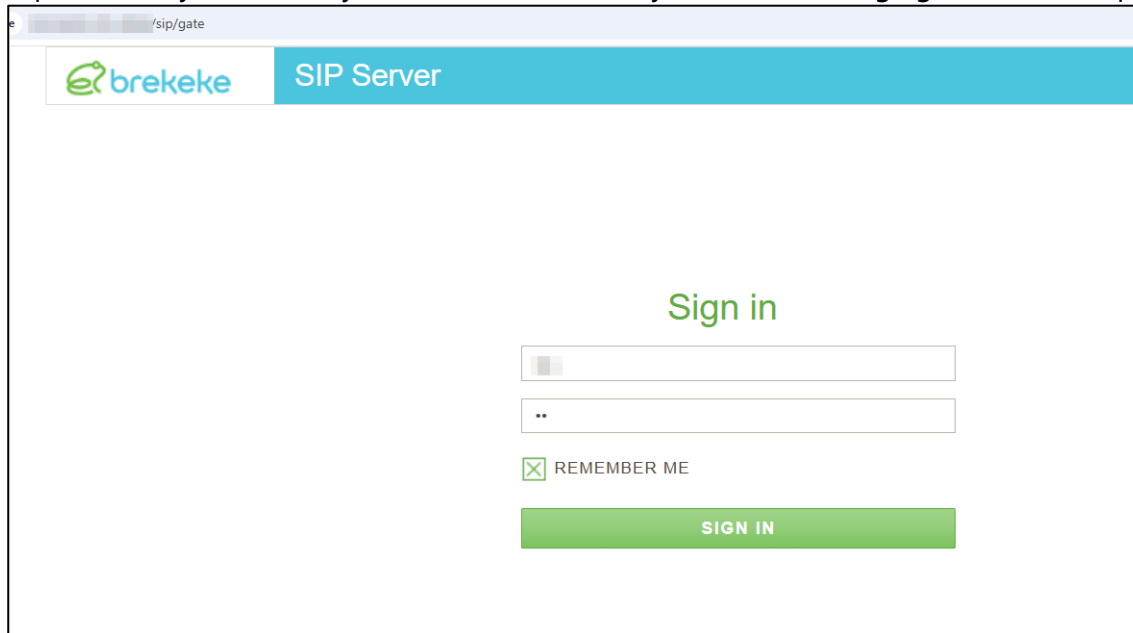 /sip/gate
brekeke
SIP Server
Sign in
••
REMEMBER ME
SIGN IN